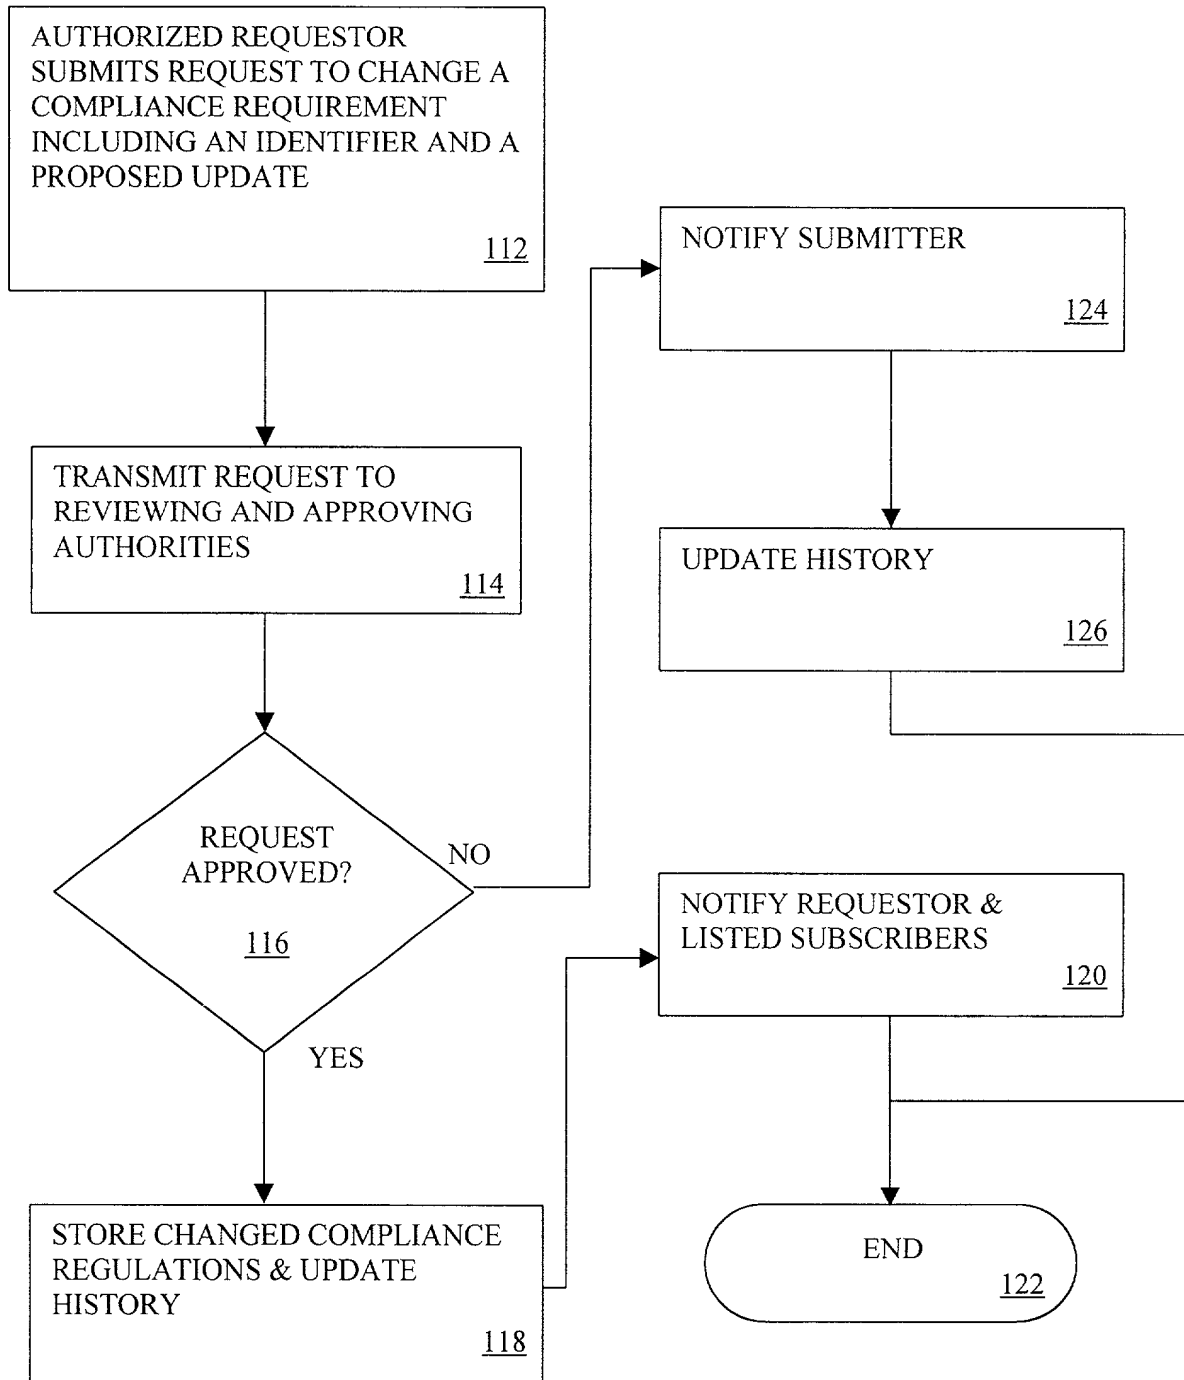 AUTHORIZED REQUESTOR
SUBMITS REQUEST TO CHANGE A
COMPLIANCE REQUIREMENT
INCLUDING AN IDENTIFIER AND A
PROPOSED UPDATE
112
TRANSMIT REQUEST TO
REVIEWING AND APPROVING
AUTHORITIES
114
REQUEST
APPROVED?
116
NO
YES
STORE CHANGED COMPLIANCE
REGULATIONS & UPDATE
HISTORY
118
NOTIFY SUBMITTER
124
UPDATE HISTORY
126
NOTIFY REQUESTOR &
LISTED SUBSCRIBERS
120
END
122